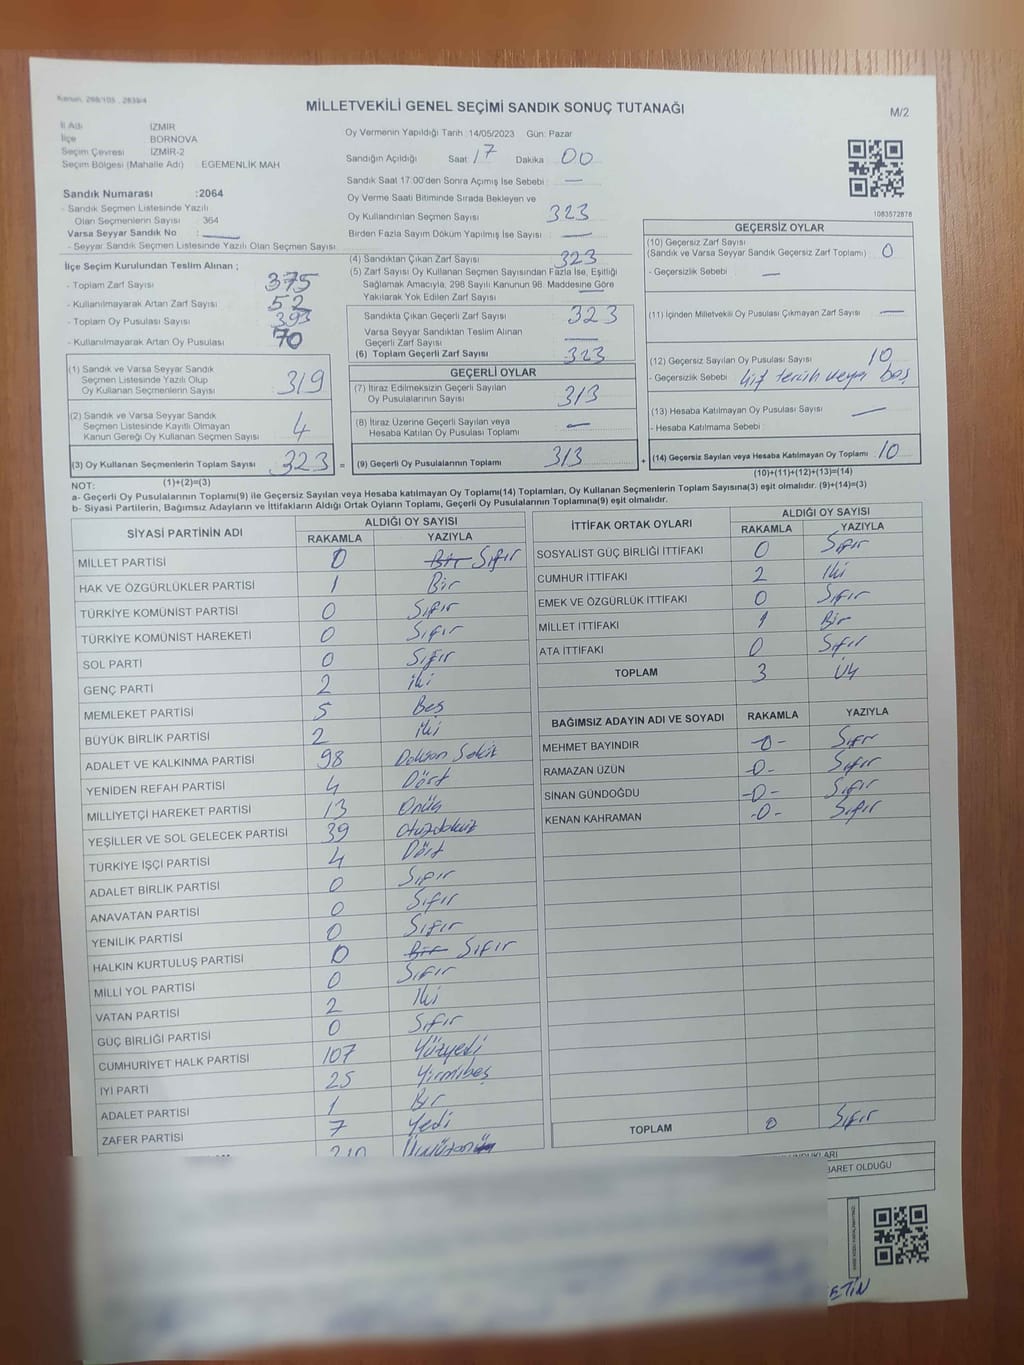 Kanun, 298/105 , 2839/4
MİLLETVEKİLİ GENEL SEÇİMİ SANDIK SONUÇ TUTANAĞI
M/2
İl Adı İZMİR
İlçe BORNOVA
Seçim Çevresi İZMİR-2
Seçim Bölgesi (Mahalle Adı) EGEMENLİK MAH
Sandık Numarası :2064
- Sandık Seçmen Listesinde Yazılı
Olan Seçmenlerin Sayısı : 364
Varsa Seyyar Sandık No :
- Seyyar Sandık Seçmen Listesinde Yazılı Olan Seçmen Sayısı
Oy Vermenin Yapıldığı Tarih :14/05/2023 Gün: Pazar
Sandığın Açıldığı Saat: 17 Dakika 00
Sandık Saat 17:00'den Sonra Açımış İse Sebebi : —
Oy Verme Saati Bitiminde Sırada Bekleyen ve
Oy Kullandırılan Seçmen Sayısı 323
Birden Fazla Sayım Döküm Yapılmış İse Sayısı : —
1083572878
İlçe Seçim Kurulundan Teslim Alınan ;
- Toplam Zarf Sayısı 375
- Kullanılmayarak Artan Zarf Sayısı 52
- Toplam Oy Pusulası Sayısı 393
- Kullanılmayarak Artan Oy Pusulası 70
(1) Sandık ve Varsa Seyyar Sandık
Seçmen Listesinde Yazılı Olup
Oy Kullanan Seçmenlerin Sayısı 319
(2) Sandık ve Varsa Seyyar Sandık
Seçmen Listesinde Kayıtlı Olmayan
Kanun Gereği Oy Kullanan Seçmen Sayısı 4
(3) Oy Kullanan Seçmenlerin Toplam Sayısı 323 =
(1)+(2)=(3)
(4) Sandıktan Çıkan Zarf Sayısı 323
(5) Zarf Sayısı Oy Kullanan Seçmen Sayısından Fazla İse, Eşitliği
Sağlamak Amacıyla, 298 Sayılı Kanunun 98. Maddesine Göre
Yakılarak Yok Edilen Zarf Sayısı
Sandıkta Çıkan Geçerli Zarf Sayısı 323
Varsa Seyyar Sandıktan Teslim Alınan
Geçerli Zarf Sayısı —
(6) Toplam Geçerli Zarf Sayısı 323
GEÇERLİ OYLAR
(7) İtiraz Edilmeksizin Geçerli Sayılan
Oy Pusulalarının Sayısı 313
(8) İtiraz Üzerine Geçerli Sayılan veya
Hesaba Katılan Oy Pusulası Toplamı —
(9) Geçerli Oy Pusulalarının Toplamı 313 +
GEÇERSİZ OYLAR
(10) Geçersiz Zarf Sayısı
(Sandık ve Varsa Seyyar Sandık Geçersiz Zarf Toplamı) : 0
- Geçersizlik Sebebi : —
(11) İçinden Milletvekili Oy Pusulası Çıkmayan Zarf Sayısı —
(12) Geçersiz Sayılan Oy Pusulası Sayısı 10
- Geçersizlik Sebebi veya boş
(13) Hesaba Katılmayan Oy Pusulası Sayısı —
- Hesaba Katılmama Sebebi
(14) Geçersiz Sayılan veya Hesaba Katılmayan Oy Toplamı 10
(10)+(11)+(12)+(13)=(14)
NOT:
a- Geçerli Oy Pusulalarının Toplamı(9) ile Geçersiz Sayılan veya Hesaba katılmayan Oy Toplamı(14) Toplamları, Oy Kullanan Seçmenlerin Toplam Sayısına(3) eşit olmalıdır. (9)+(14)=(3)
b- Siyasi Partilerin, Bağımsız Adayların ve İttifakların Aldığı Ortak Oyların Toplamı, Geçerli Oy Pusulalarının Toplamına(9) eşit olmalıdır.
SİYASİ PARTİNİN ADI ALDIĞI OY SAYISI
RAKAMLA YAZIYLA
MİLLET PARTİSİ 0 Bir Sıfır
HAK VE ÖZGÜRLÜKLER PARTİSİ 1 Bir
TÜRKİYE KOMÜNİST PARTİSİ 0 Sıfır
TÜRKİYE KOMÜNİST HAREKETİ 0 Sıfır
SOL PARTİ 0 Sıfır
GENÇ PARTİ 2 iki
MEMLEKET PARTİSİ 5 Beş
BÜYÜK BİRLİK PARTİSİ 2 iki
ADALET VE KALKINMA PARTİSİ 98 Doksan Sekiz
YENİDEN REFAH PARTİSİ 4 Dört
MİLLİYETÇİ HAREKET PARTİSİ 13 Onüç
YEŞİLLER VE SOL GELECEK PARTİSİ 39 otuzdokuz
TÜRKİYE İŞÇİ PARTİSİ 4 Dört
ADALET BİRLİK PARTİSİ 0 Sıfır
ANAVATAN PARTİSİ 0 Sıfır
YENİLİK PARTİSİ 0 Sıfır
HALKIN KURTULUŞ PARTİSİ 0 Bir Sıfır
MİLLİ YOL PARTİSİ 0 Sıfır
VATAN PARTİSİ 2 İki
GÜÇ BİRLİĞİ PARTİSİ 0 Sıfır
CUMHURİYET HALK PARTİSİ 107 Yüzyedi
İYİ PARTİ 25 Yirmibeş
ADALET PARTİSİ 1 Bir
ZAFER PARTİSİ 7 Yedi
310
İTTİFAK ORTAK OYLARI ALDIĞI OY SAYISI
RAKAMLA YAZIYLA
SOSYALİST GÜÇ BİRLİĞİ İTTİFAKI 0 Sıfır
CUMHUR İTTİFAKI 2 İki
EMEK VE ÖZGÜRLÜK İTTİFAKI 0 Sıfır
MİLLET İTTİFAKI 1 Bir
ATA İTTİFAKI 0 Sıfır
TOPLAM 3 Üç
BAĞIMSIZ ADAYIN ADI VE SOYADI RAKAMLA YAZIYLA
MEHMET BAYINDIR -0- Sıfır
RAMAZAN ÜZÜN -0- Sıfır
SİNAN GÜNDOĞDU -0- Sıfır
KENAN KAHRAMAN -0- Sıfır
TOPLAM 0 Sıfır
BARET OLDUĞU
ETİN